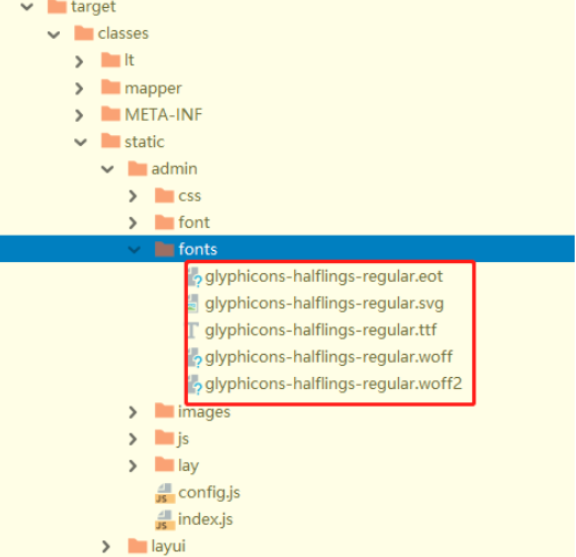 target
classes
lt
mapper
META-INF
static
admin
css
font
fonts
glyphicons-halflings-regular.eot
glyphicons-halflings-regular.svg
glyphicons-halflings-regular.ttf
glyphicons-halflings-regular.woff
glyphicons-halflings-regular.woff2
images
js
lay
config.js
index.js
layui